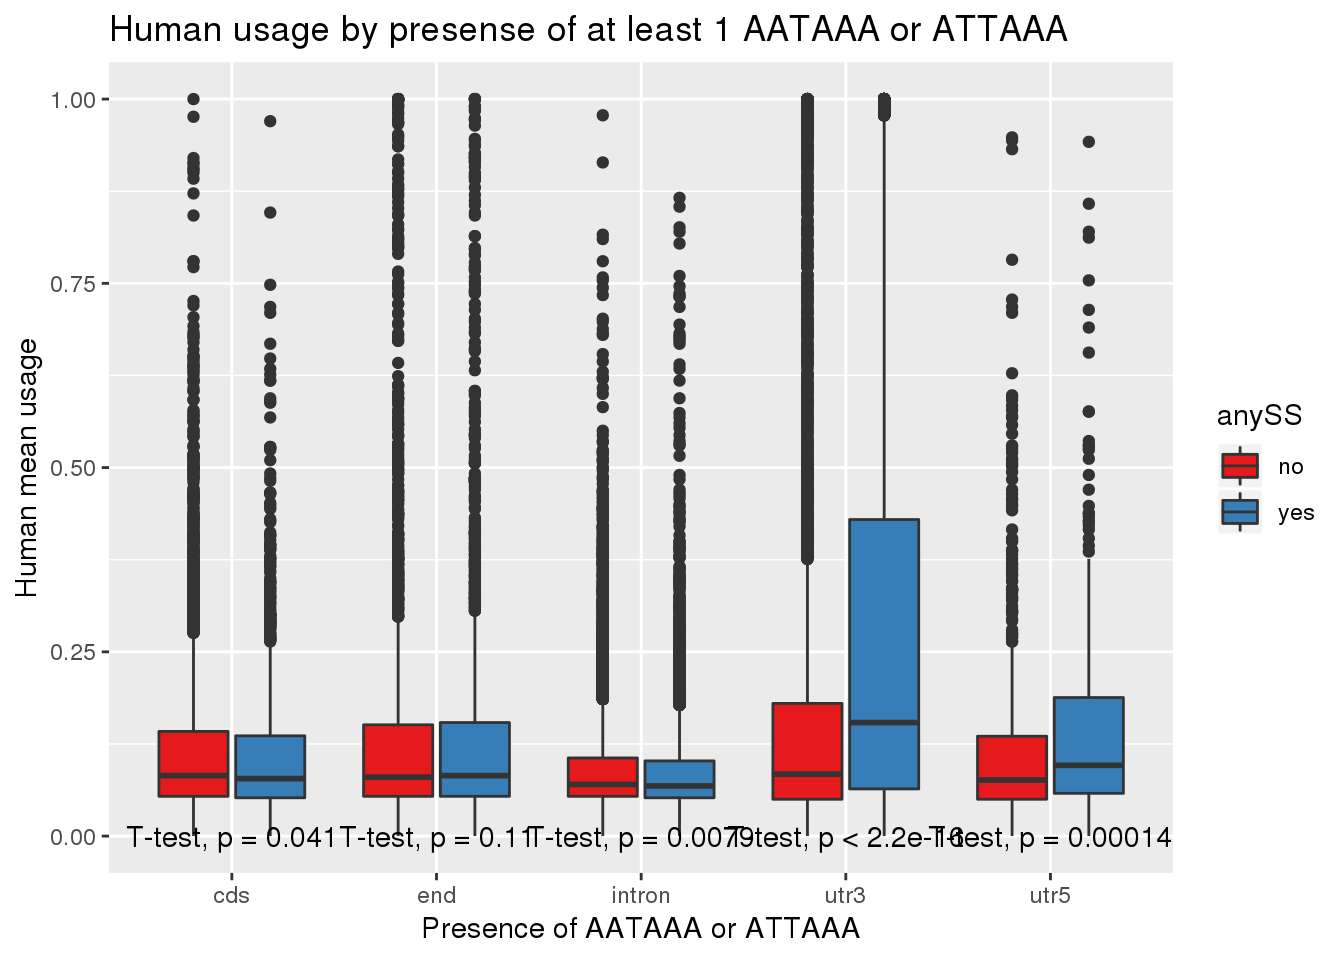 Human usage by presense of at least 1 AATAAA or ATTAAA
Human mean usage
1.00
0.75
0.50
0.25
0.00
T-test, p = 0.041
T-test, p = 0.11
T-test, p = 0.0079
T-test, p < 2.2e-16
T-test, p = 0.00014
cds
end
intron
utr3
utr5
Presence of AATAAA or ATTAAA
anySS
no
yes